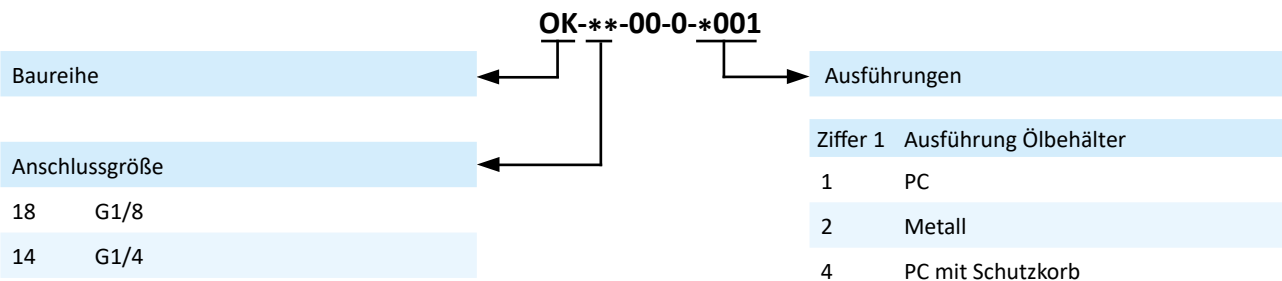 OK-**-00-0-*001
Baureihe
Anschlussgröße
18 G1/8
14 G1/4
Ausführungen
Ziffer 1 Ausführung Ölbehälter
1 PC
2 Metall
4 PC mit Schutzkorb